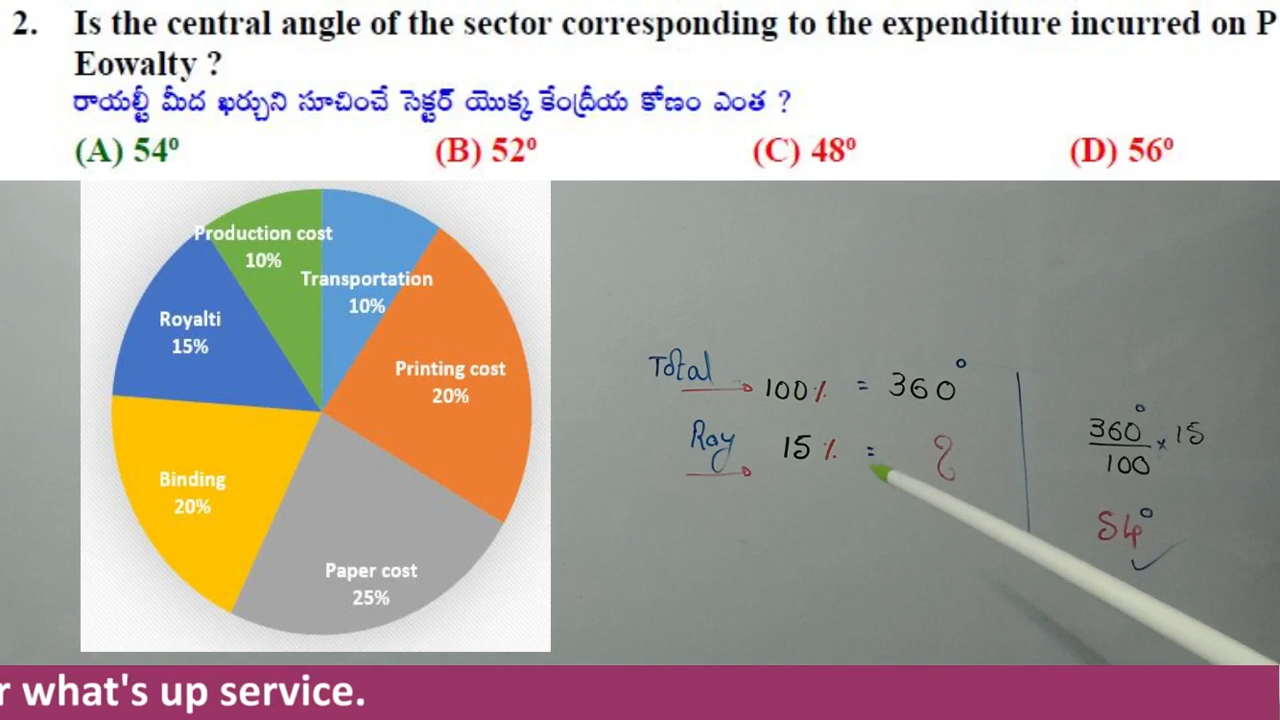 2. Is the central angle of the sector corresponding to the expenditure incurred on P
Eowalty ?
రాయల్టీ మీద ఖర్చుని సూచించే సెక్టర్ యొక్క కేంద్రీయ కోణం ఎంత ?
(A) 54⁰ (B) 52⁰ (C) 48⁰ (D) 56⁰
Production cost
10%
Transportation
10%
Royalti
15%
Printing cost
20%
Binding
20%
Paper cost
25%
Total → 100% = 360°
Roy → 15% = ?
360°/100 × 15
54°
r what's up service.